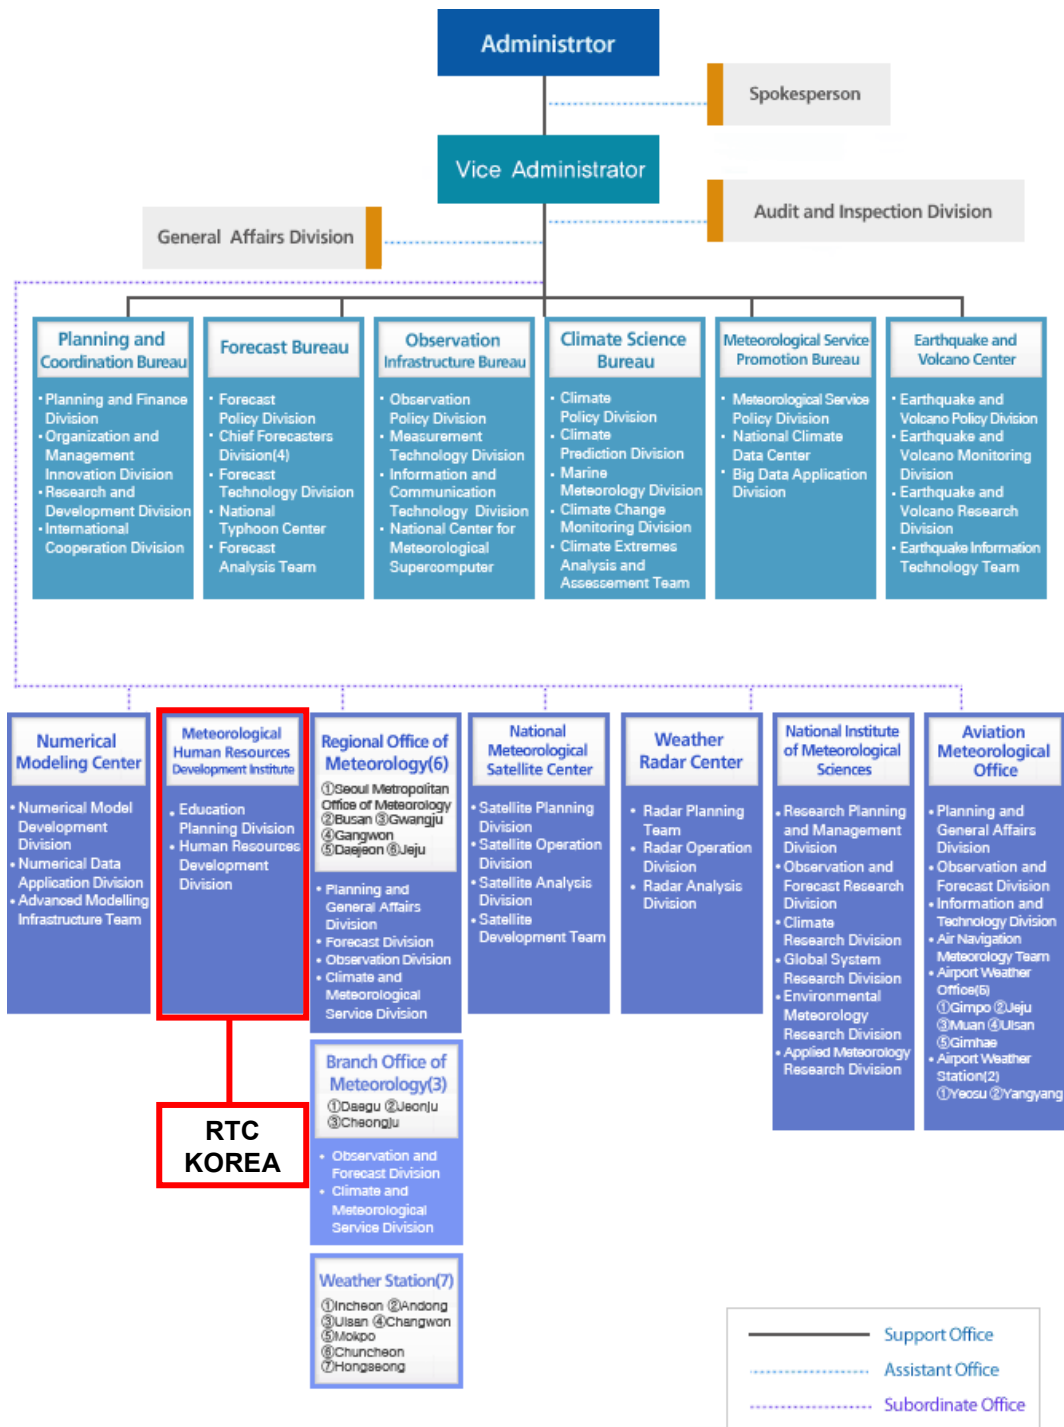 Administrtor
Spokesperson
Vice Administrator
Audit and Inspection Division
General Affairs Division
Planning and
Coordination Bureau
• Planning and Finance
Division
• Organization and
Management
Innovation Division
• Research and
Development Division
• International
Cooperation Division
Forecast Bureau
• Forecast
Policy Division
• Chief Forecasters
Division(4)
• Forecast
Technology Division
• National
Typhoon Center
• Forecast
Analysis Team
Observation
Infrastructure Bureau
• Observation
Policy Division
• Measurement
Technology Division
• Information and
Communication
Technology Division
• National Center for
Meteorological
Supercomputer
Climate Science
Bureau
• Climate
Policy Division
• Climate
Prediction Division
• Marine
Meteorology Division
• Climate Change
Monitoring Division
• Climate Extremes
Analysis and
Assessement Team
Meteorological Service
Promotion Bureau
• Meteorological Service
Policy Division
• National Climate
Data Center
• Big Data Application
Division
Earthquake and
Volcano Center
• Earthquake and
Volcano Policy Division
• Earthquake and
Volcano Monitoring
Division
• Earthquake and
Volcano Research
Division
• Earthquake Information
Technology Team
Numerical
Modeling Center
• Numerical Model
Development
Division
• Numerical Data
Application Division
• Advanced Modelling
Infrastructure Team
Meteorological
Human Resources
Development Institute
• Education
Planning Division
• Human Resources
Development
Division
RTC
KOREA
Regional Office of
Meteorology(6)
①Seoul Metropolitan
Office of Meteorology
②Busan ③Gwangju
④Gangwon
⑤Daejeon ⑥Jeju
• Planning and
General Affairs
Division
• Forecast Division
• Observation Division
• Climate and
Meteorological
Service Division
Branch Office of
Meteorology(3)
①Daegu ②Jeonju
③Cheongju
• Observation and
Forecast Division
• Climate and
Meteorological
Service Division
Weather Station(7)
①Incheon ②Andong
③Ulsan ④Changwon
⑤Mokpo
⑥Chuncheon
⑦Hongseong
National
Meteorological
Satellite Center
• Satellite Planning
Division
• Satellite Operation
Division
• Satellite Analysis
Division
• Satellite
Development Team
Weather
Radar Center
• Radar Planning
Team
• Radar Operation
Division
• Radar Analysis
Division
National Institute
of Meteorological
Sciences
• Research Planning
and Management
Division
• Observation and
Forecast Research
Division
• Climate
Research Division
• Global System
Research Division
• Environmental
Meteorology
Research Division
• Applied Meteorology
Research Division
Aviation
Meteorological
Office
• Planning and
General Affairs
Division
• Observation and
Forecast Division
• Information and
Technology Division
• Air Navigation
Meteorology Team
• Airport Weather
Office(5)
①Gimpo ②Jeju
③Muan ④Ulsan
⑤Gimhae
• Airport Weather
Station(2)
①Yeosu ②Yangyang
Support Office
Assistant Office
Subordinate Office